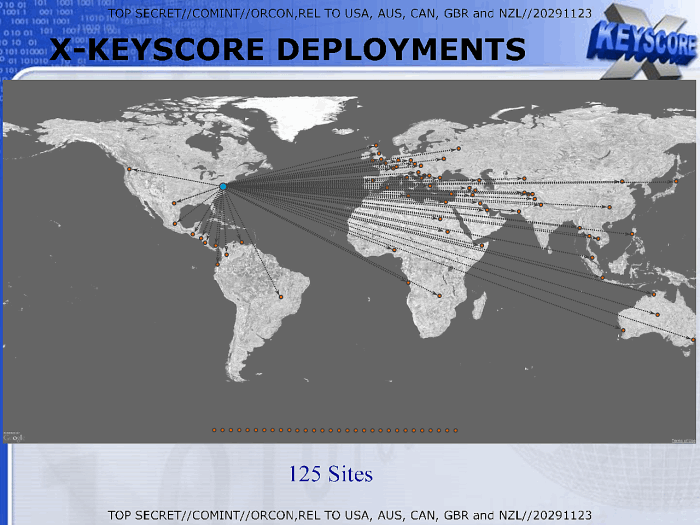 TOP SECRET//COMINT//ORCON,REL TO USA, AUS, CAN, GBR and NZL//20291123
X-KEYSCORE DEPLOYMENTS
X KEYSCORE
125 Sites
TOP SECRET//COMINT//ORCON,REL TO USA, AUS, CAN, GBR and NZL//20291123